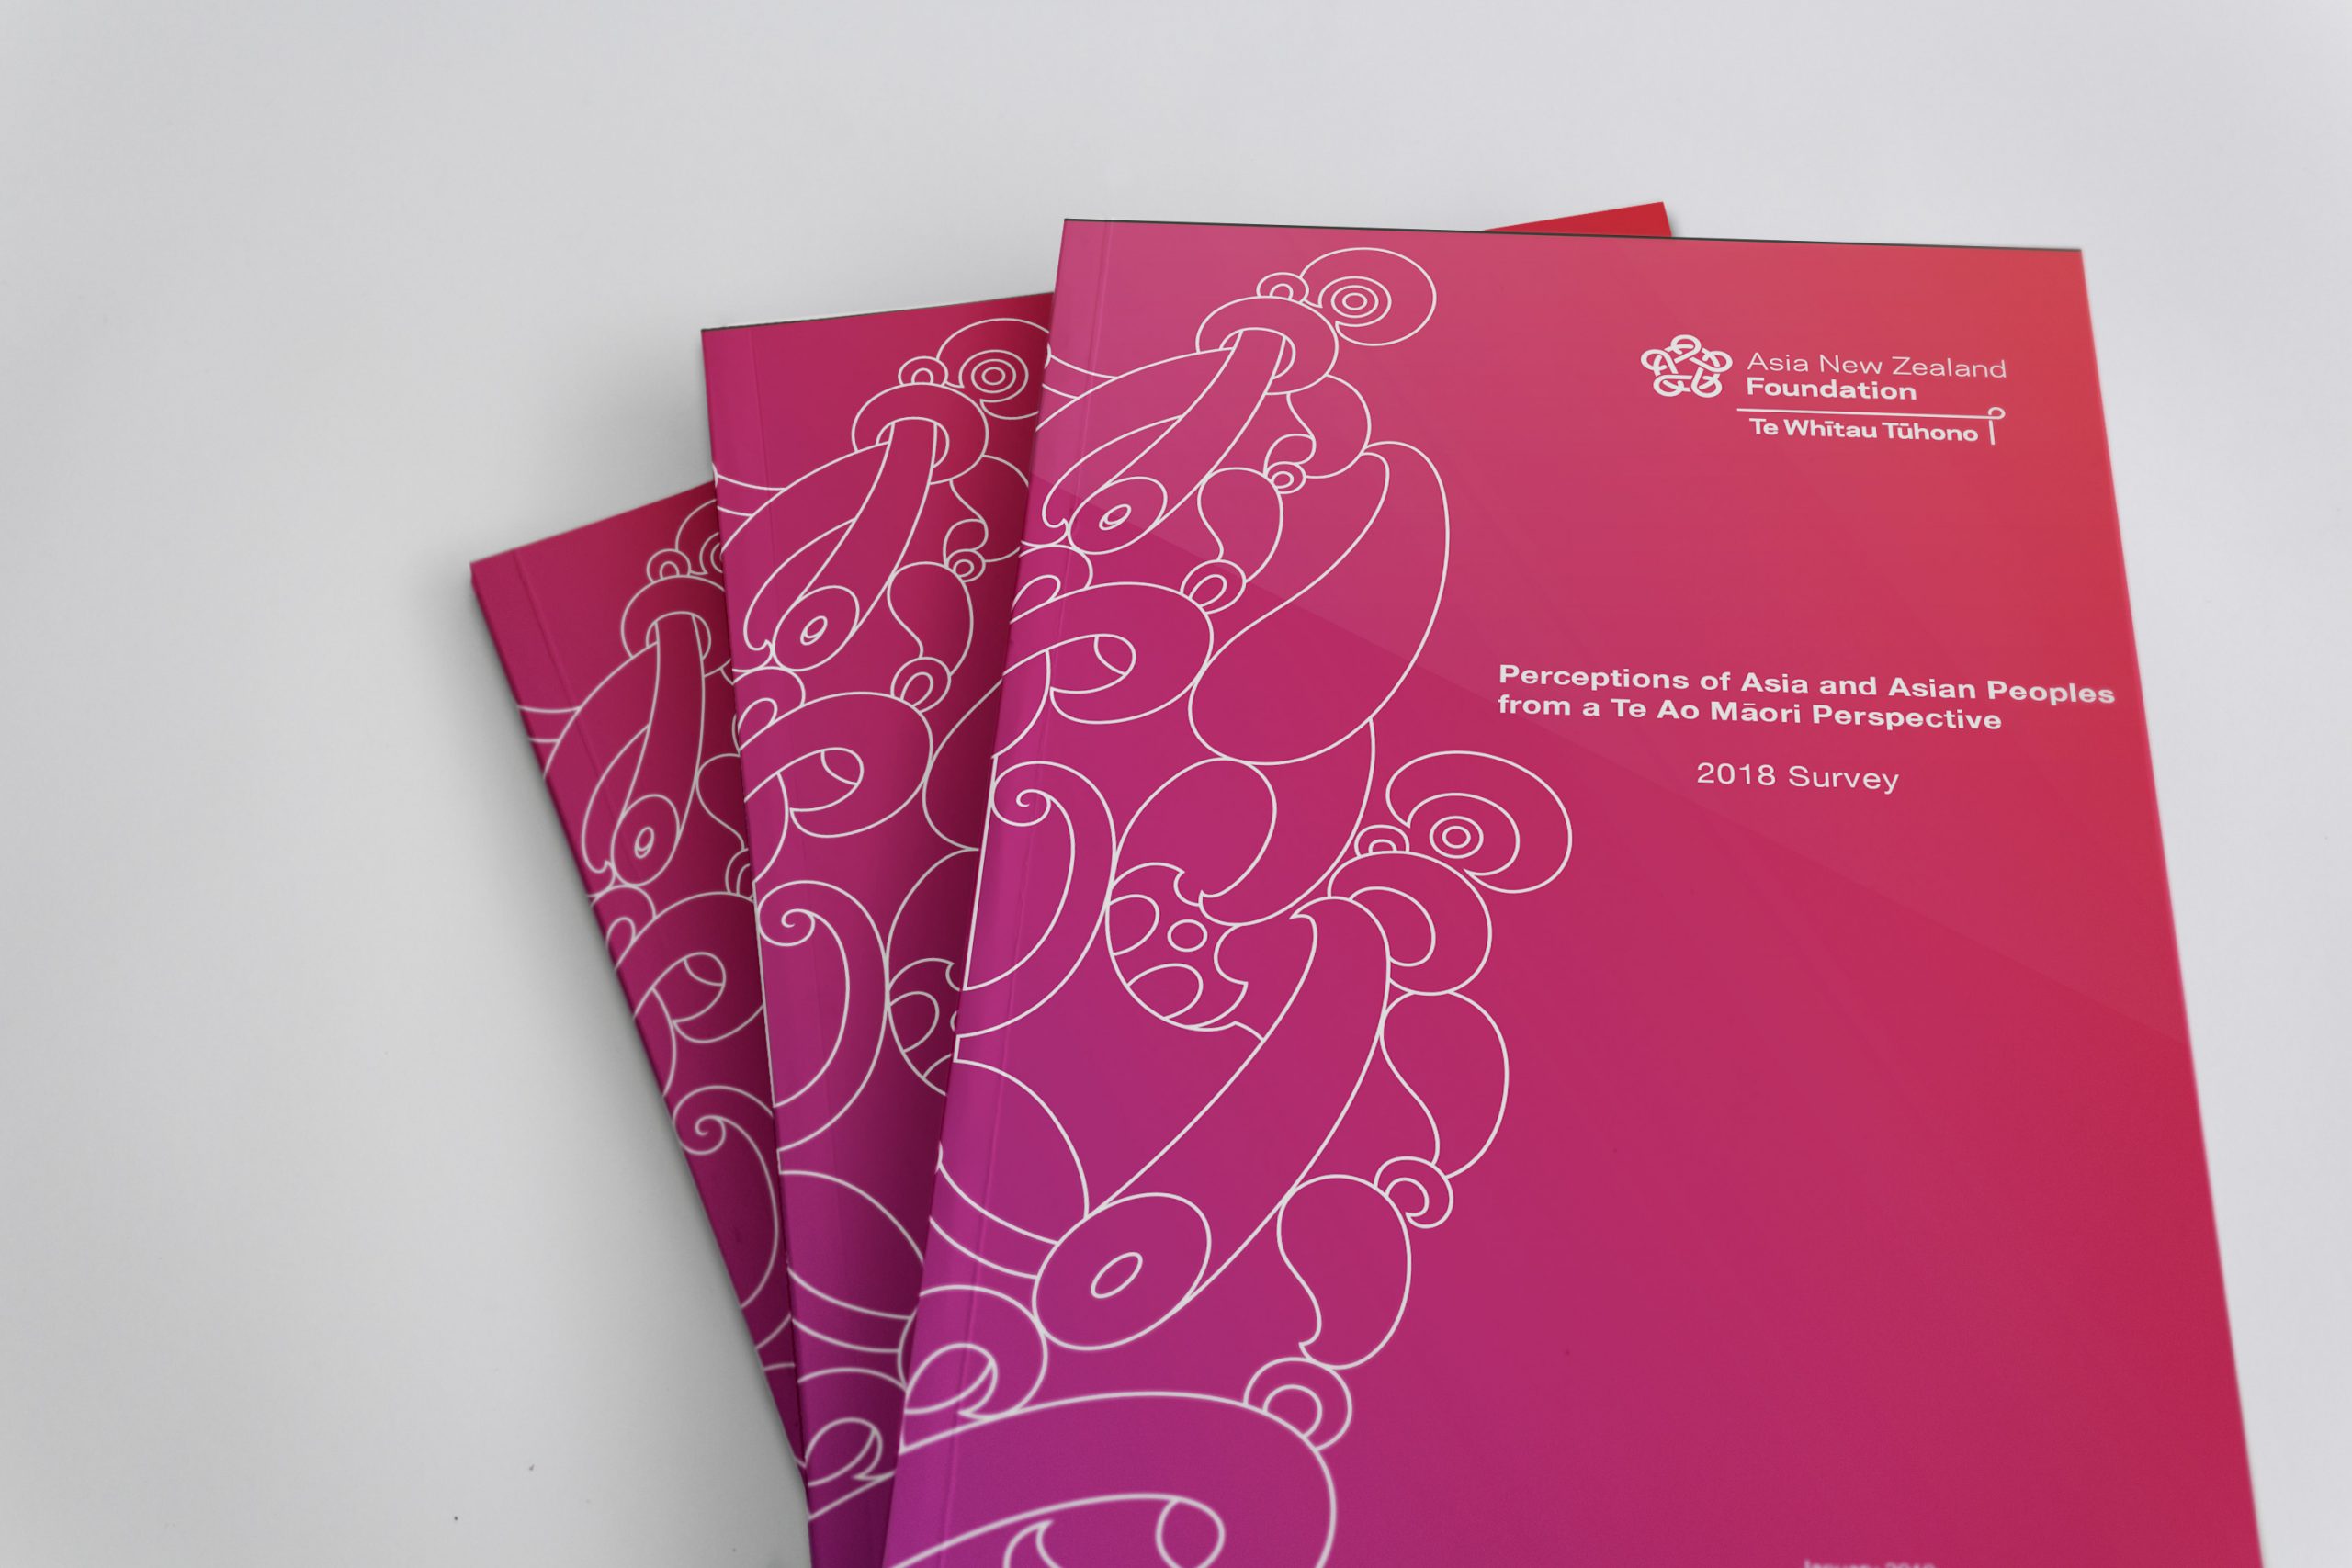 Asia New Zealand
Foundation
Te Whītau Tūhono
Perceptions of Asia and Asian Peoples
from a Te Ao Māori Perspective
2018 Survey